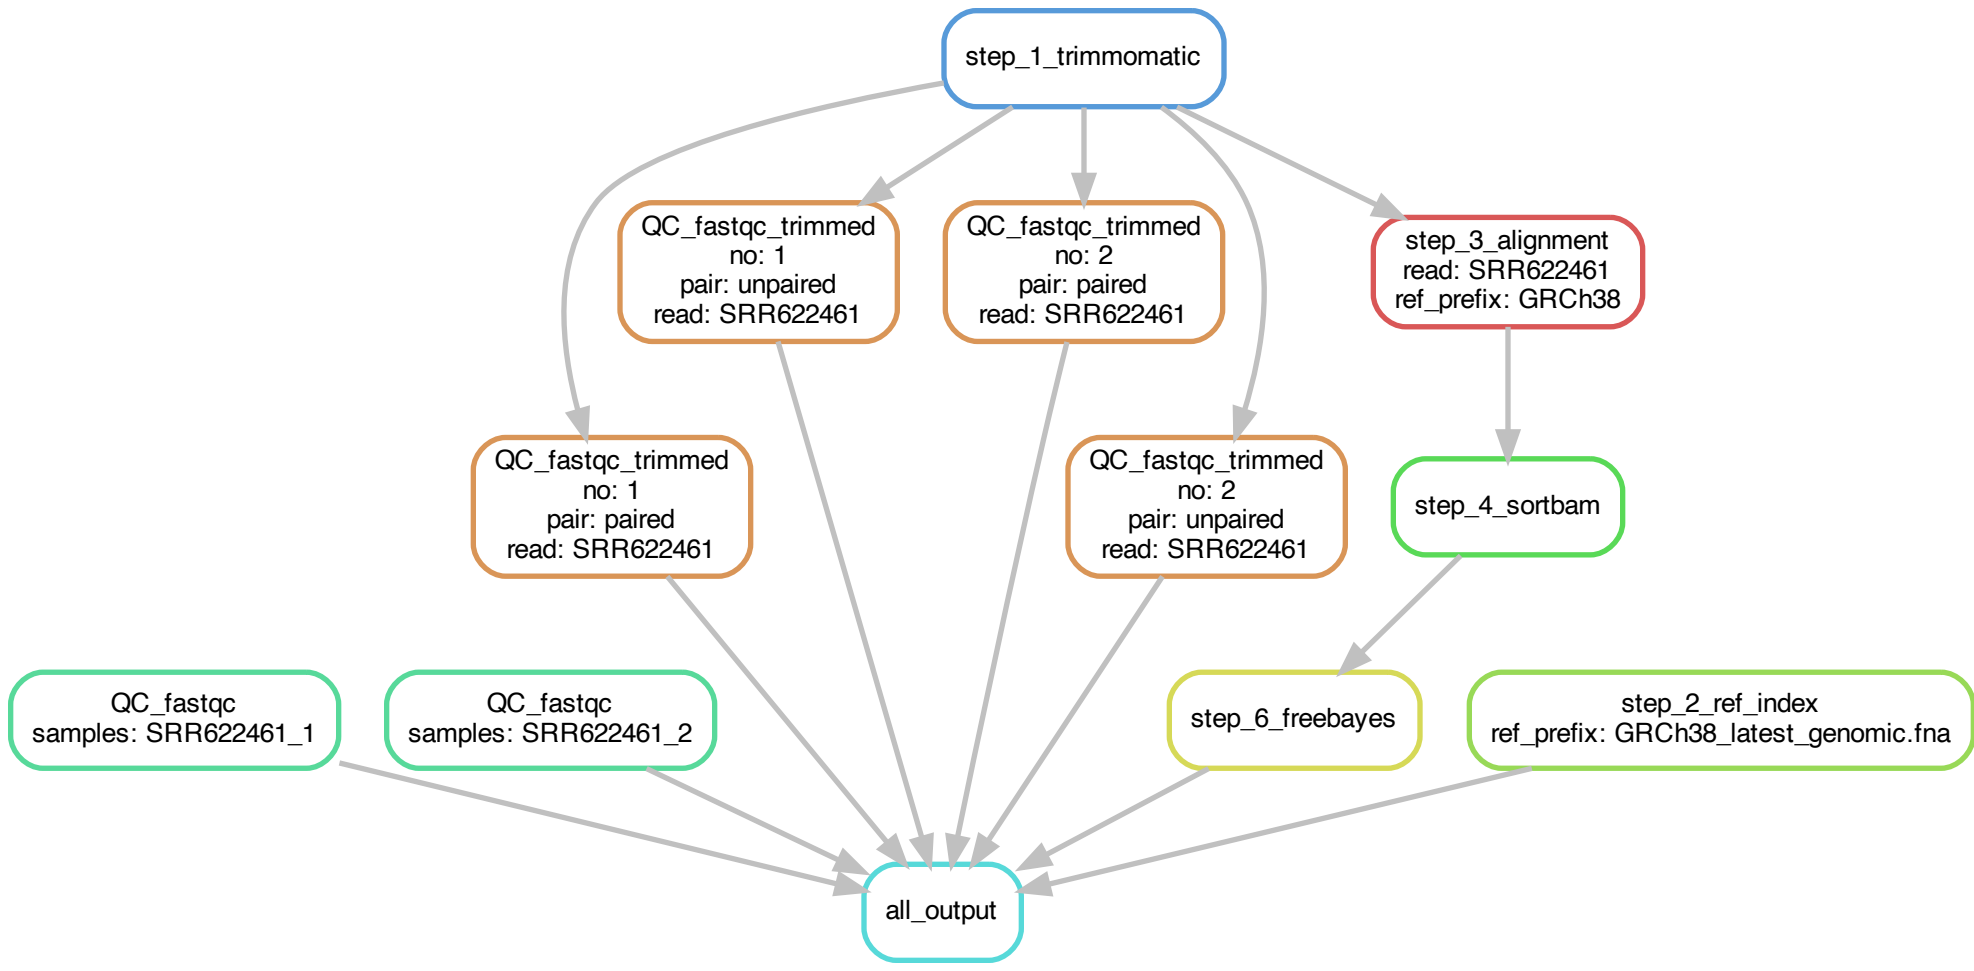 step_1_trimmomatic
QC_fastqc_trimmed
no: 1
pair: unpaired
read: SRR622461
QC_fastqc_trimmed
no: 2
pair: paired
read: SRR622461
step_3_alignment
read: SRR622461
ref_prefix: GRCh38
QC_fastqc_trimmed
no: 1
pair: paired
read: SRR622461
QC_fastqc_trimmed
no: 2
pair: unpaired
read: SRR622461
step_4_sortbam
QC_fastqc
samples: SRR622461_1
QC_fastqc
samples: SRR622461_2
step_6_freebayes
step_2_ref_index
ref_prefix: GRCh38_latest_genomic.fna
all_output